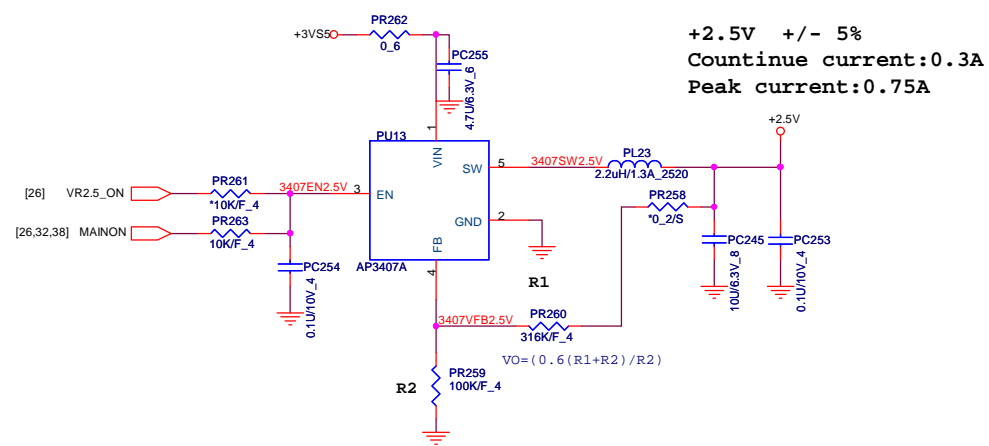 PR262
+3VS5
0_6
+2.5V +/- 5%
Countinue current:0.3A
Peak current:0.75A
PC255
4.7U/6.3V_6
+2.5V
1
PU13
VIN
SW
5
3407SW2.5V
PL23
2.2uH/1.3A_2520
[26]
VR2.5_ON
PR261
*10K/F_4
3407EN2.5V
3
EN
PR258
*0_2/S
[26,32,38]
MAINON
PR263
10K/F_4
GND
2
FB
PC245
10U/6.3V_8
PC253
0.1U/10V_4
PC254
0.1U/10V_4
AP3407A
4
R1
3407VFB2.5V
PR260
316K/F_4
VO=(0.6(R1+R2)/R2)
R2
PR259
100K/F_4